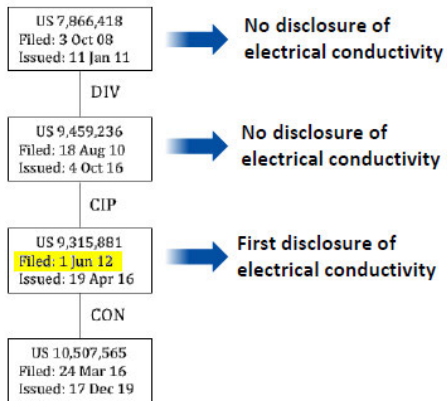 US 7,866,418
Filed: 3 Oct 08
Issued: 11 Jan 11
No disclosure of
electrical conductivity
DIV
US 9,459,236
Filed: 18 Aug 10
Issued: 4 Oct 16
No disclosure of
electrical conductivity
CIP
US 9,315,881
Filed: 1 Jun 12
Issued: 19 Apr 16
First disclosure of
electrical conductivity
CON
US 10,507,565
Filed: 24 Mar 16
Issued: 17 Dec 19